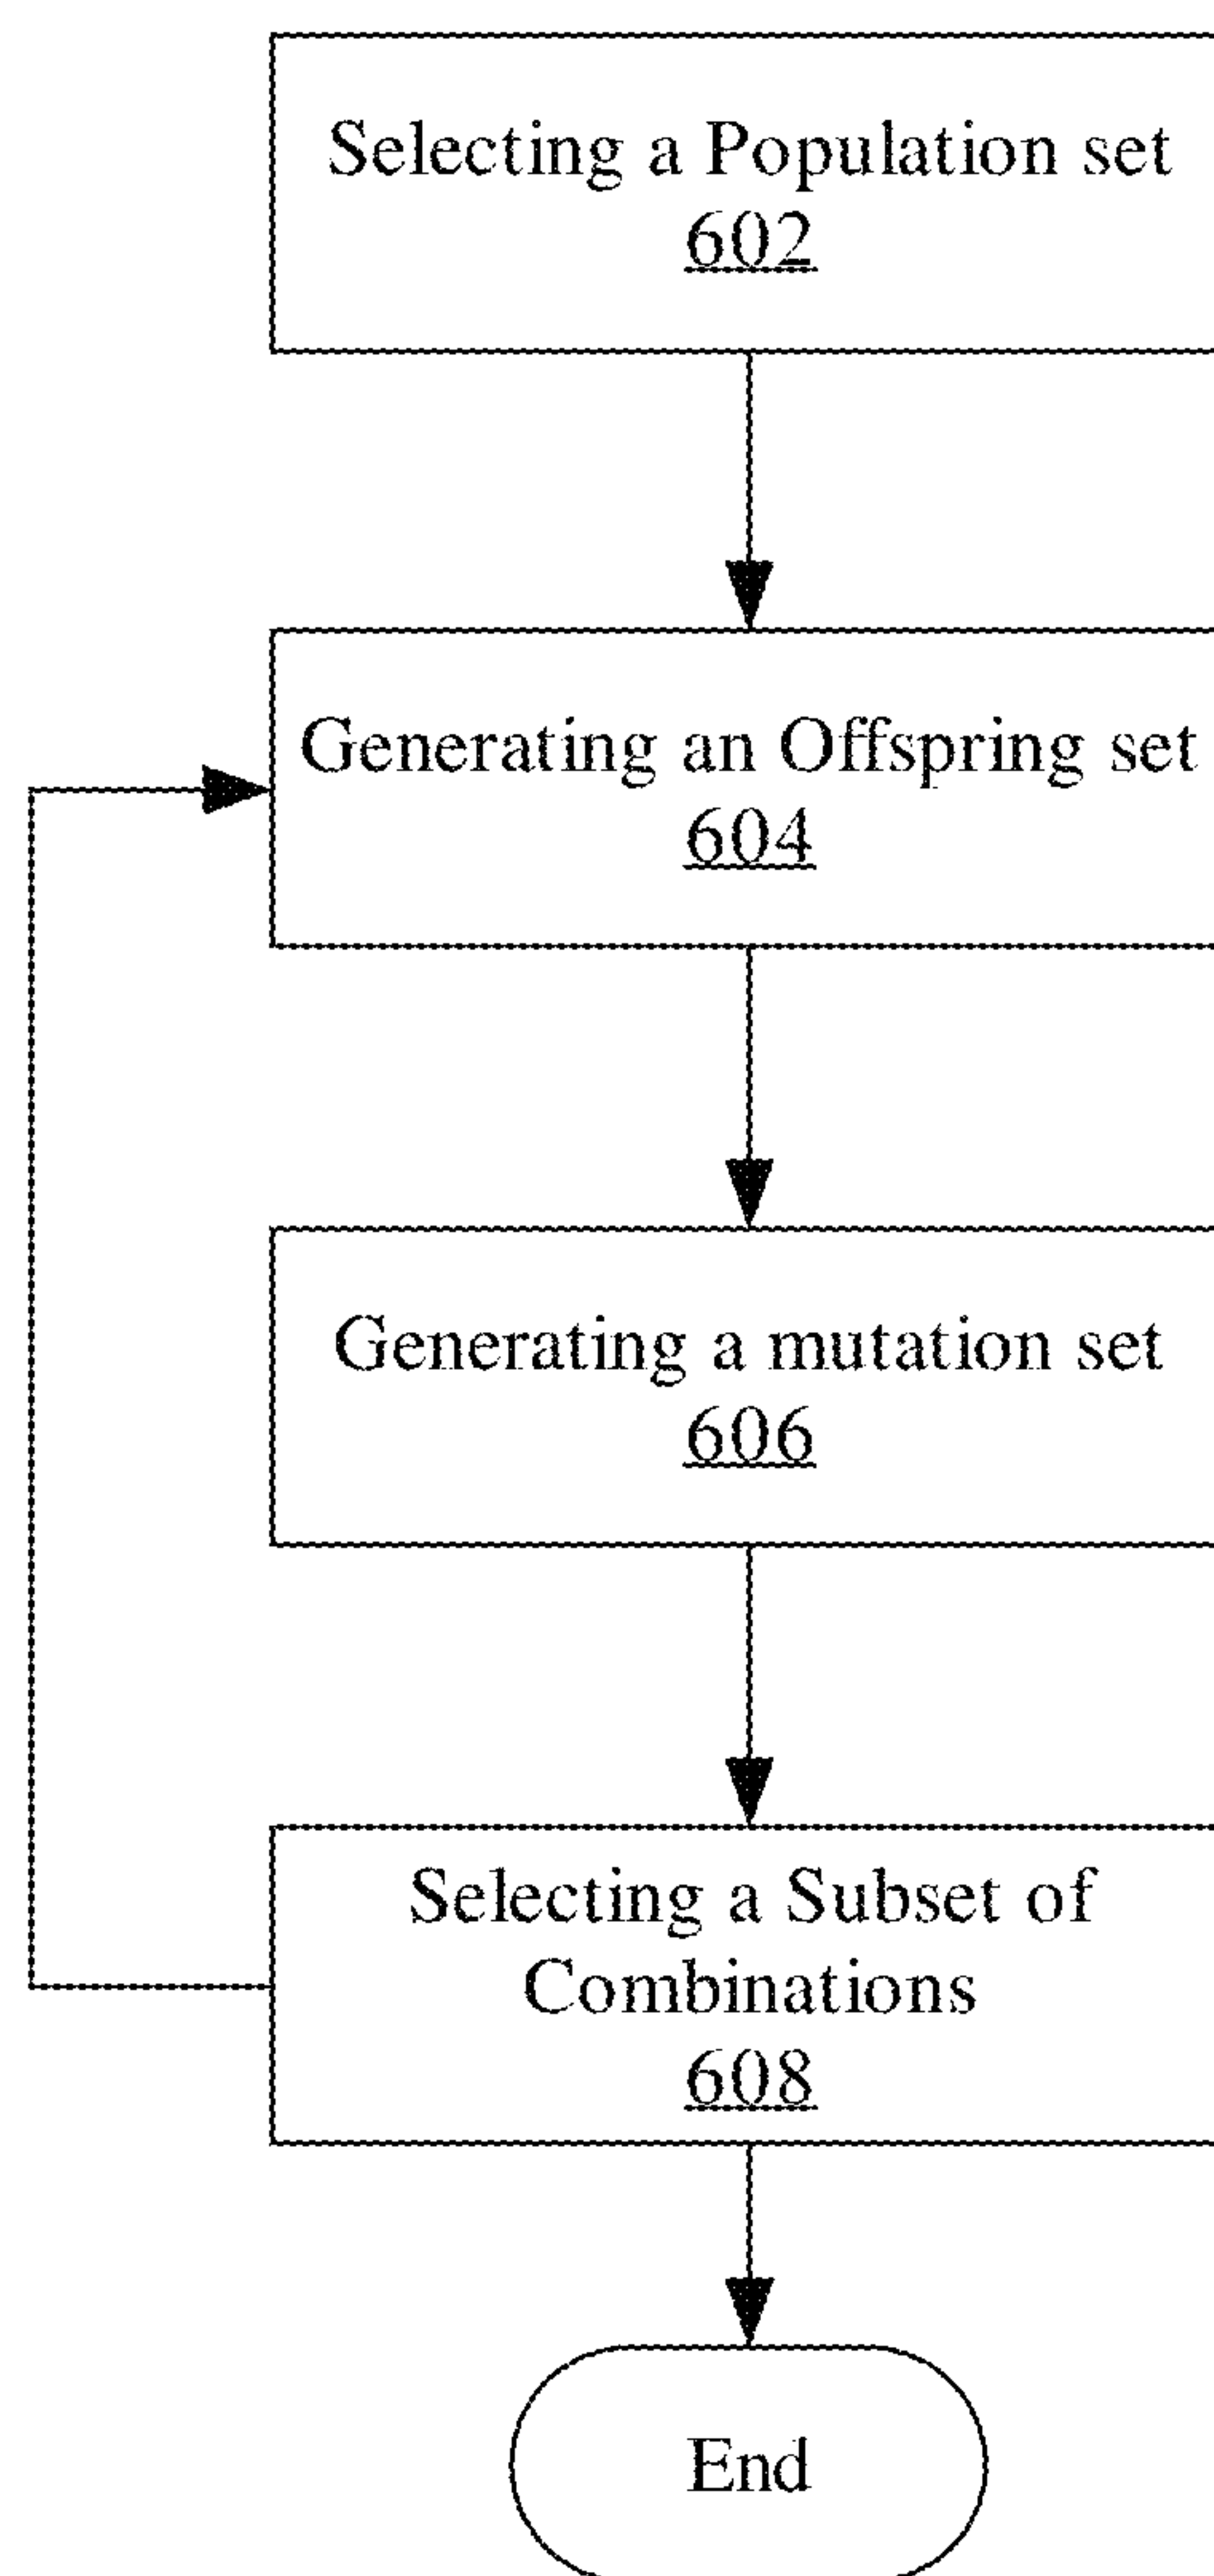 Selecting a Population set
602
Generating an Offspring set
604
Generating a mutation set
606
Selecting a Subset of
Combinations
608
End